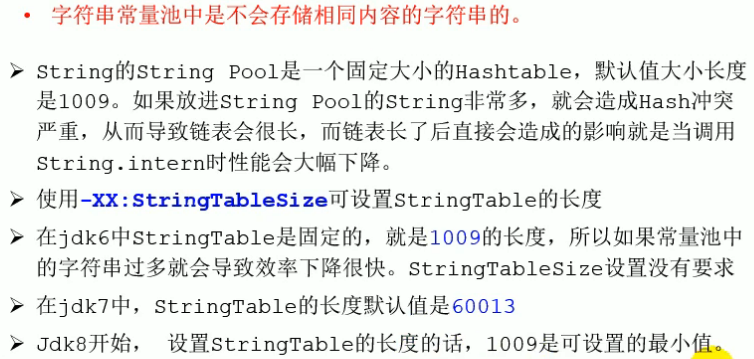 • 字符串常量池中是不会存储相同内容的字符串的。
➢ String的String Pool是一个固定大小的Hashtable，默认值大小长度
是1009。如果放进String Pool的String非常多，就会造成Hash冲突
严重，从而导致链表会很长，而链表长了后直接会造成的影响就是当调用
String.intern时性能会大幅下降。
➢ 使用-XX:StringTableSize可设置StringTable的长度
➢ 在jdk6中StringTable是固定的，就是1009的长度，所以如果常量池中
的字符串过多就会导致效率下降很快。StringTableSize设置没有要求
➢ 在jdk7中，StringTable的长度默认值是60013
➢ Jdk8开始， 设置StringTable的长度的话，1009是可设置的最小值。